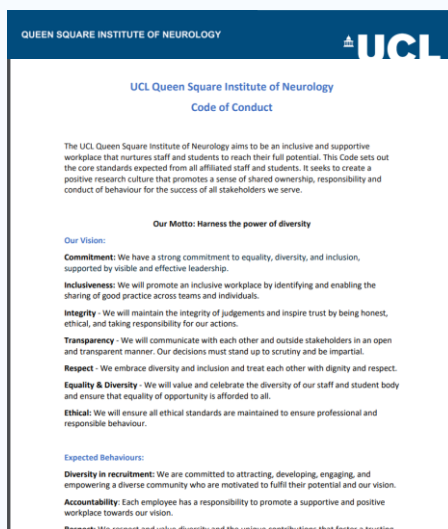 QUEEN SQUARE INSTITUTE OF NEUROLOGY
UCL
UCL Queen Square Institute of Neurology
Code of Conduct
The UCL Queen Square Institute of Neurology aims to be an inclusive and supportive
workplace that nurtures staff and students to reach their full potential. This Code sets out
the core standards expected from all affiliated staff and students. It seeks to create a
positive research culture that promotes a sense of shared ownership, responsibility and
conduct of behaviour for the success of all stakeholders we serve.
Our Motto: Harness the power of diversity
Our Vision:
Commitment: We have a strong commitment to equality, diversity, and inclusion,
supported by visible and effective leadership.
Inclusiveness: We will promote an inclusive workplace by identifying and enabling the
sharing of good practice across teams and individuals.
Integrity - We will maintain the integrity of judgements and inspire trust by being honest,
ethical, and taking responsibility for our actions.
Transparency - We will communicate with each other and outside stakeholders in an open
and transparent manner. Our decisions must stand up to scrutiny and be impartial.
Respect - We embrace diversity and inclusion and treat each other with dignity and respect.
Equality & Diversity - We will value and celebrate the diversity of our staff and student body
and ensure that equality of opportunity is afforded to all.
Ethical: We will ensure all ethical standards are maintained to ensure professional and
responsible behaviour.
Expected Behaviours:
Diversity in recruitment: We are committed to attracting, developing, engaging, and
empowering a diverse community who are motivated to fulfil their potential and our vision.
Accountability: Each employee has a responsibility to promote a supportive and positive
workplace towards our vision.
Respect: We respect and value diversity and the unique contributions that foster a trusting